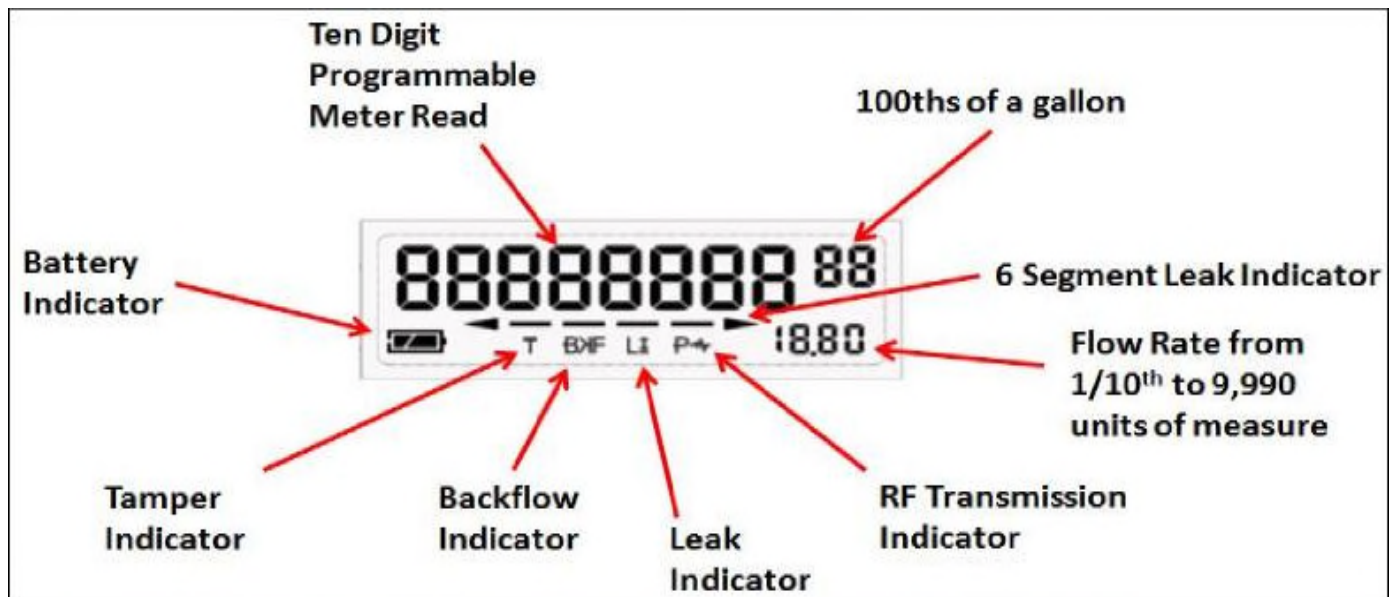 Ten Digit
Programmable
Meter Read
100ths of a gallon
Battery
Indicator
88888888 88
6 Segment Leak Indicator
T BKF LI P
18.80
Flow Rate from
1/10th to 9,990
units of measure
Tamper
Indicator
Backflow
Indicator
Leak
Indicator
RF Transmission
Indicator